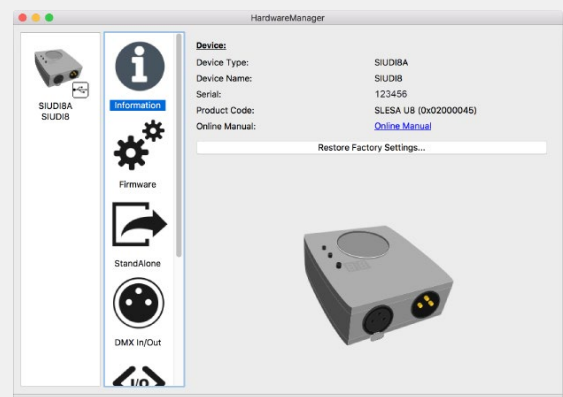 HardwareManager
SIUDI8A
SIUDI8
Information
Firmware
StandAlone
DMX In/Out
I/O
Device:
Device Type: SIUDI8A
Device Name: SIUDI8
Serial: 123456
Product Code: SLESA U8 (0x02000045)
Online Manual: Online Manual
Restore Factory Settings...